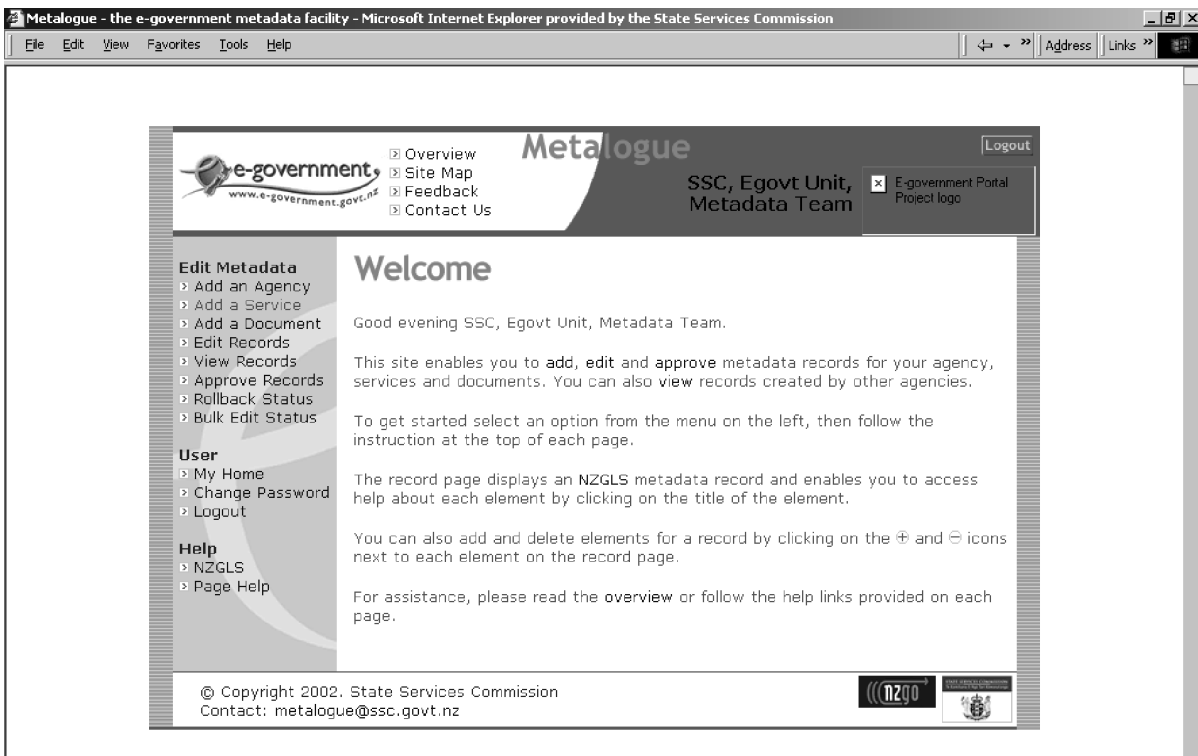 Metalogue - the e-government metadata facility - Microsoft Internet Explorer provided by the State Services Commission
File Edit View Favorites Tools Help
Address Links
e-government
www.e-government.govt.nz
Overview
Site Map
Feedback
Contact Us
Metalogue
SSC, Egovt Unit,
Metadata Team
Logout
E-government Portal
Project logo
Edit Metadata
Add an Agency
Add a Service
Add a Document
Edit Records
View Records
Approve Records
Rollback Status
Bulk Edit Status
User
My Home
Change Password
Logout
Help
NZGLS
Page Help
Welcome
Good evening SSC, Egovt Unit, Metadata Team.
This site enables you to add, edit and approve metadata records for your agency,
services and documents. You can also view records created by other agencies.
To get started select an option from the menu on the left, then follow the
instruction at the top of each page.
The record page displays an NZGLS metadata record and enables you to access
help about each element by clicking on the title of the element.
You can also add and delete elements for a record by clicking on the ⊕ and ⊖ icons
next to each element on the record page.
For assistance, please read the overview or follow the help links provided on each
page.
© Copyright 2002. State Services Commission
Contact: metalogue@ssc.govt.nz
nzgo